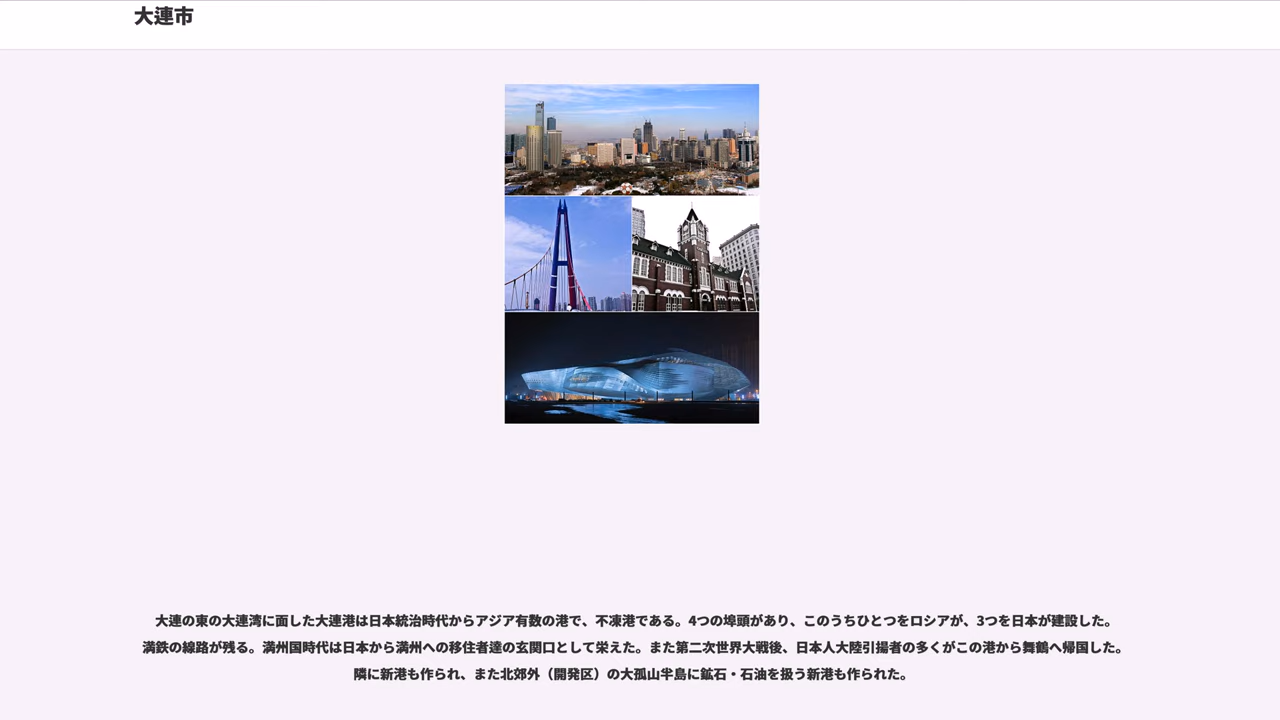 大連市
大連の東の大連湾に面した大連港は日本統治時代からアジア有数の港で、不凍港である。4つの埠頭があり、このうちひとつをロシアが、3つを日本が建設した。
満鉄の線路が残る。満州国時代は日本から満州への移住者達の玄関口として栄えた。また第二次世界大戦後、日本人大陸引揚者の多くがこの港から舞鶴へ帰国した。
隣に新港も作られ、また北郊外（開発区）の大孤山半島に鉱石・石油を扱う新港も作られた。